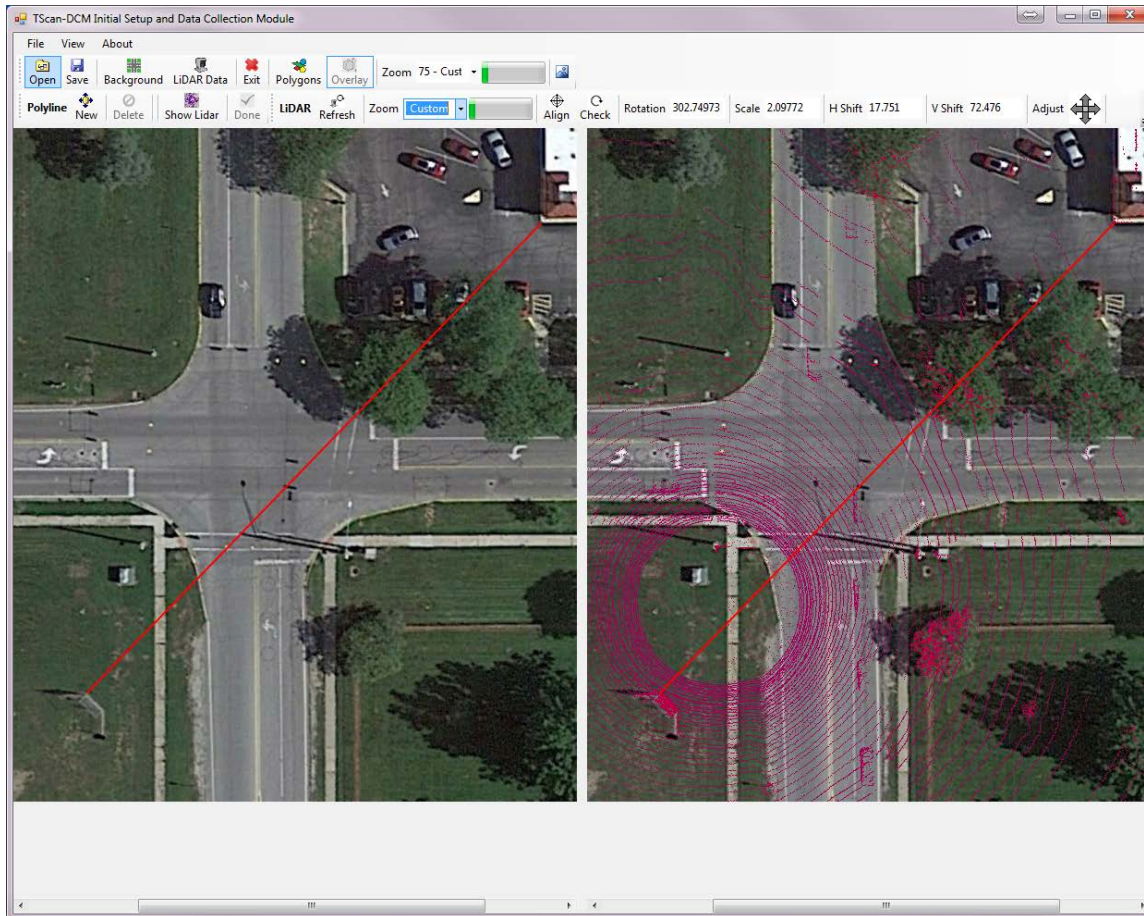 TScan-DCM Initial Setup and Data Collection Module
File View About
Open Save Background LiDAR Data Exit Polygons Overlay Zoom 75 - Cust
Polyline New Delete Show Lidar Done LiDAR Refresh Zoom Custom Align Check Rotation 302.74973 Scale 2.09772 H Shift 17.751 V Shift 72.476 Adjust